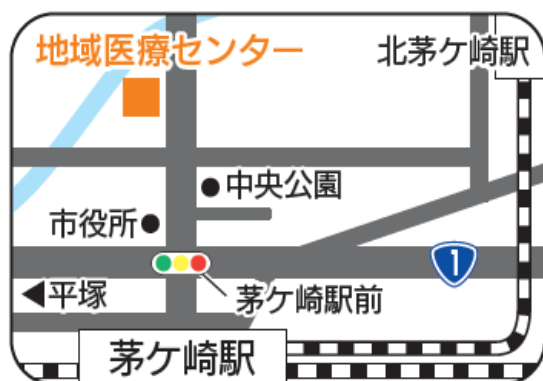 地域医療センター
北茅ケ崎駅
中央公園
市役所
1
◀平塚
茅ケ崎駅前
茅ケ崎駅